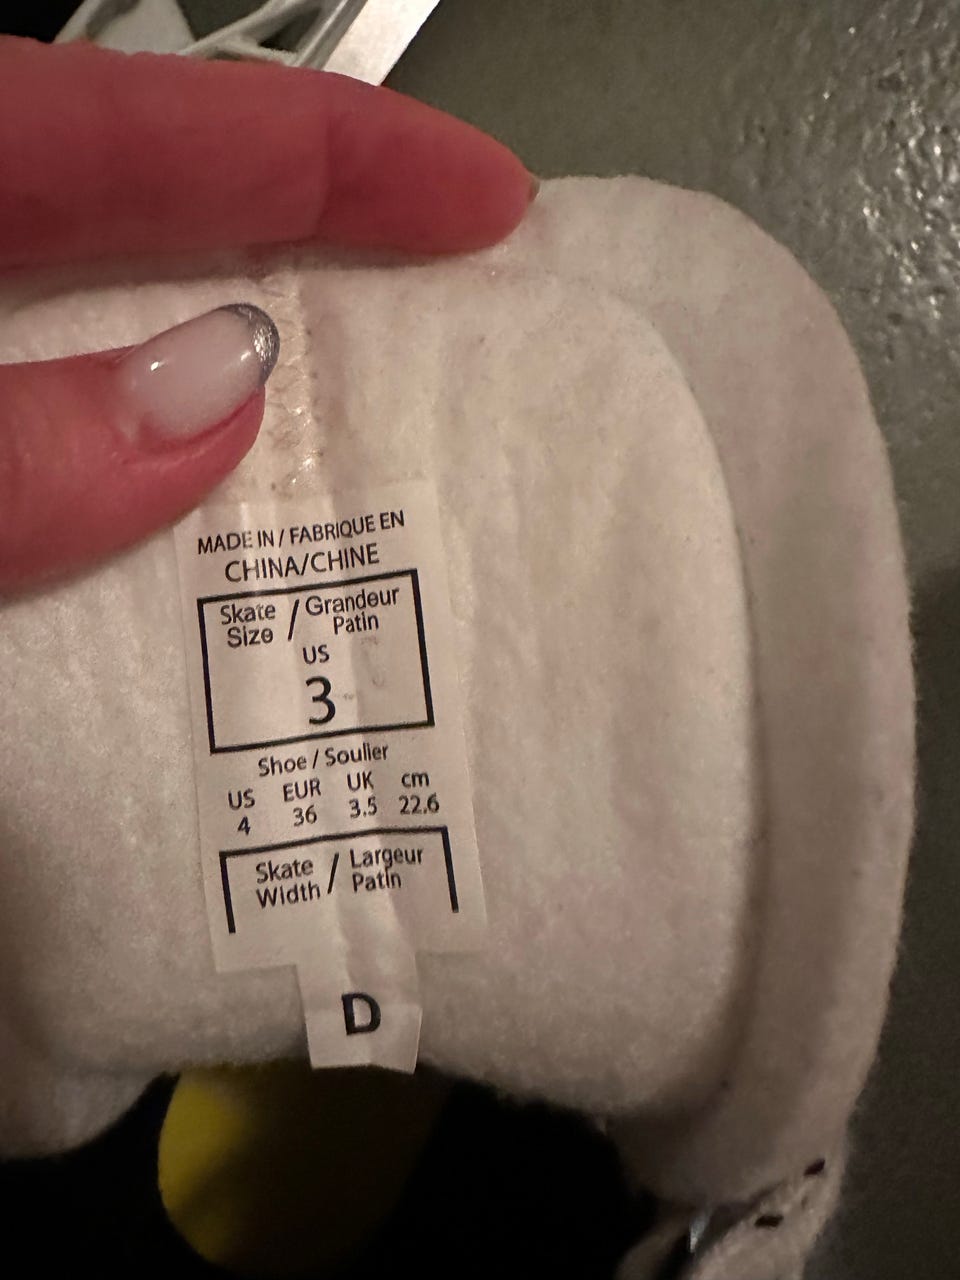 MADE IN / FABRIQUE EN
CHINA/CHINE
Skate Size / Grandeur Patin
US
3
Shoe / Soulier
US EUR UK cm
4 36 3.5 22.6
Skate Width / Largeur Patin
D